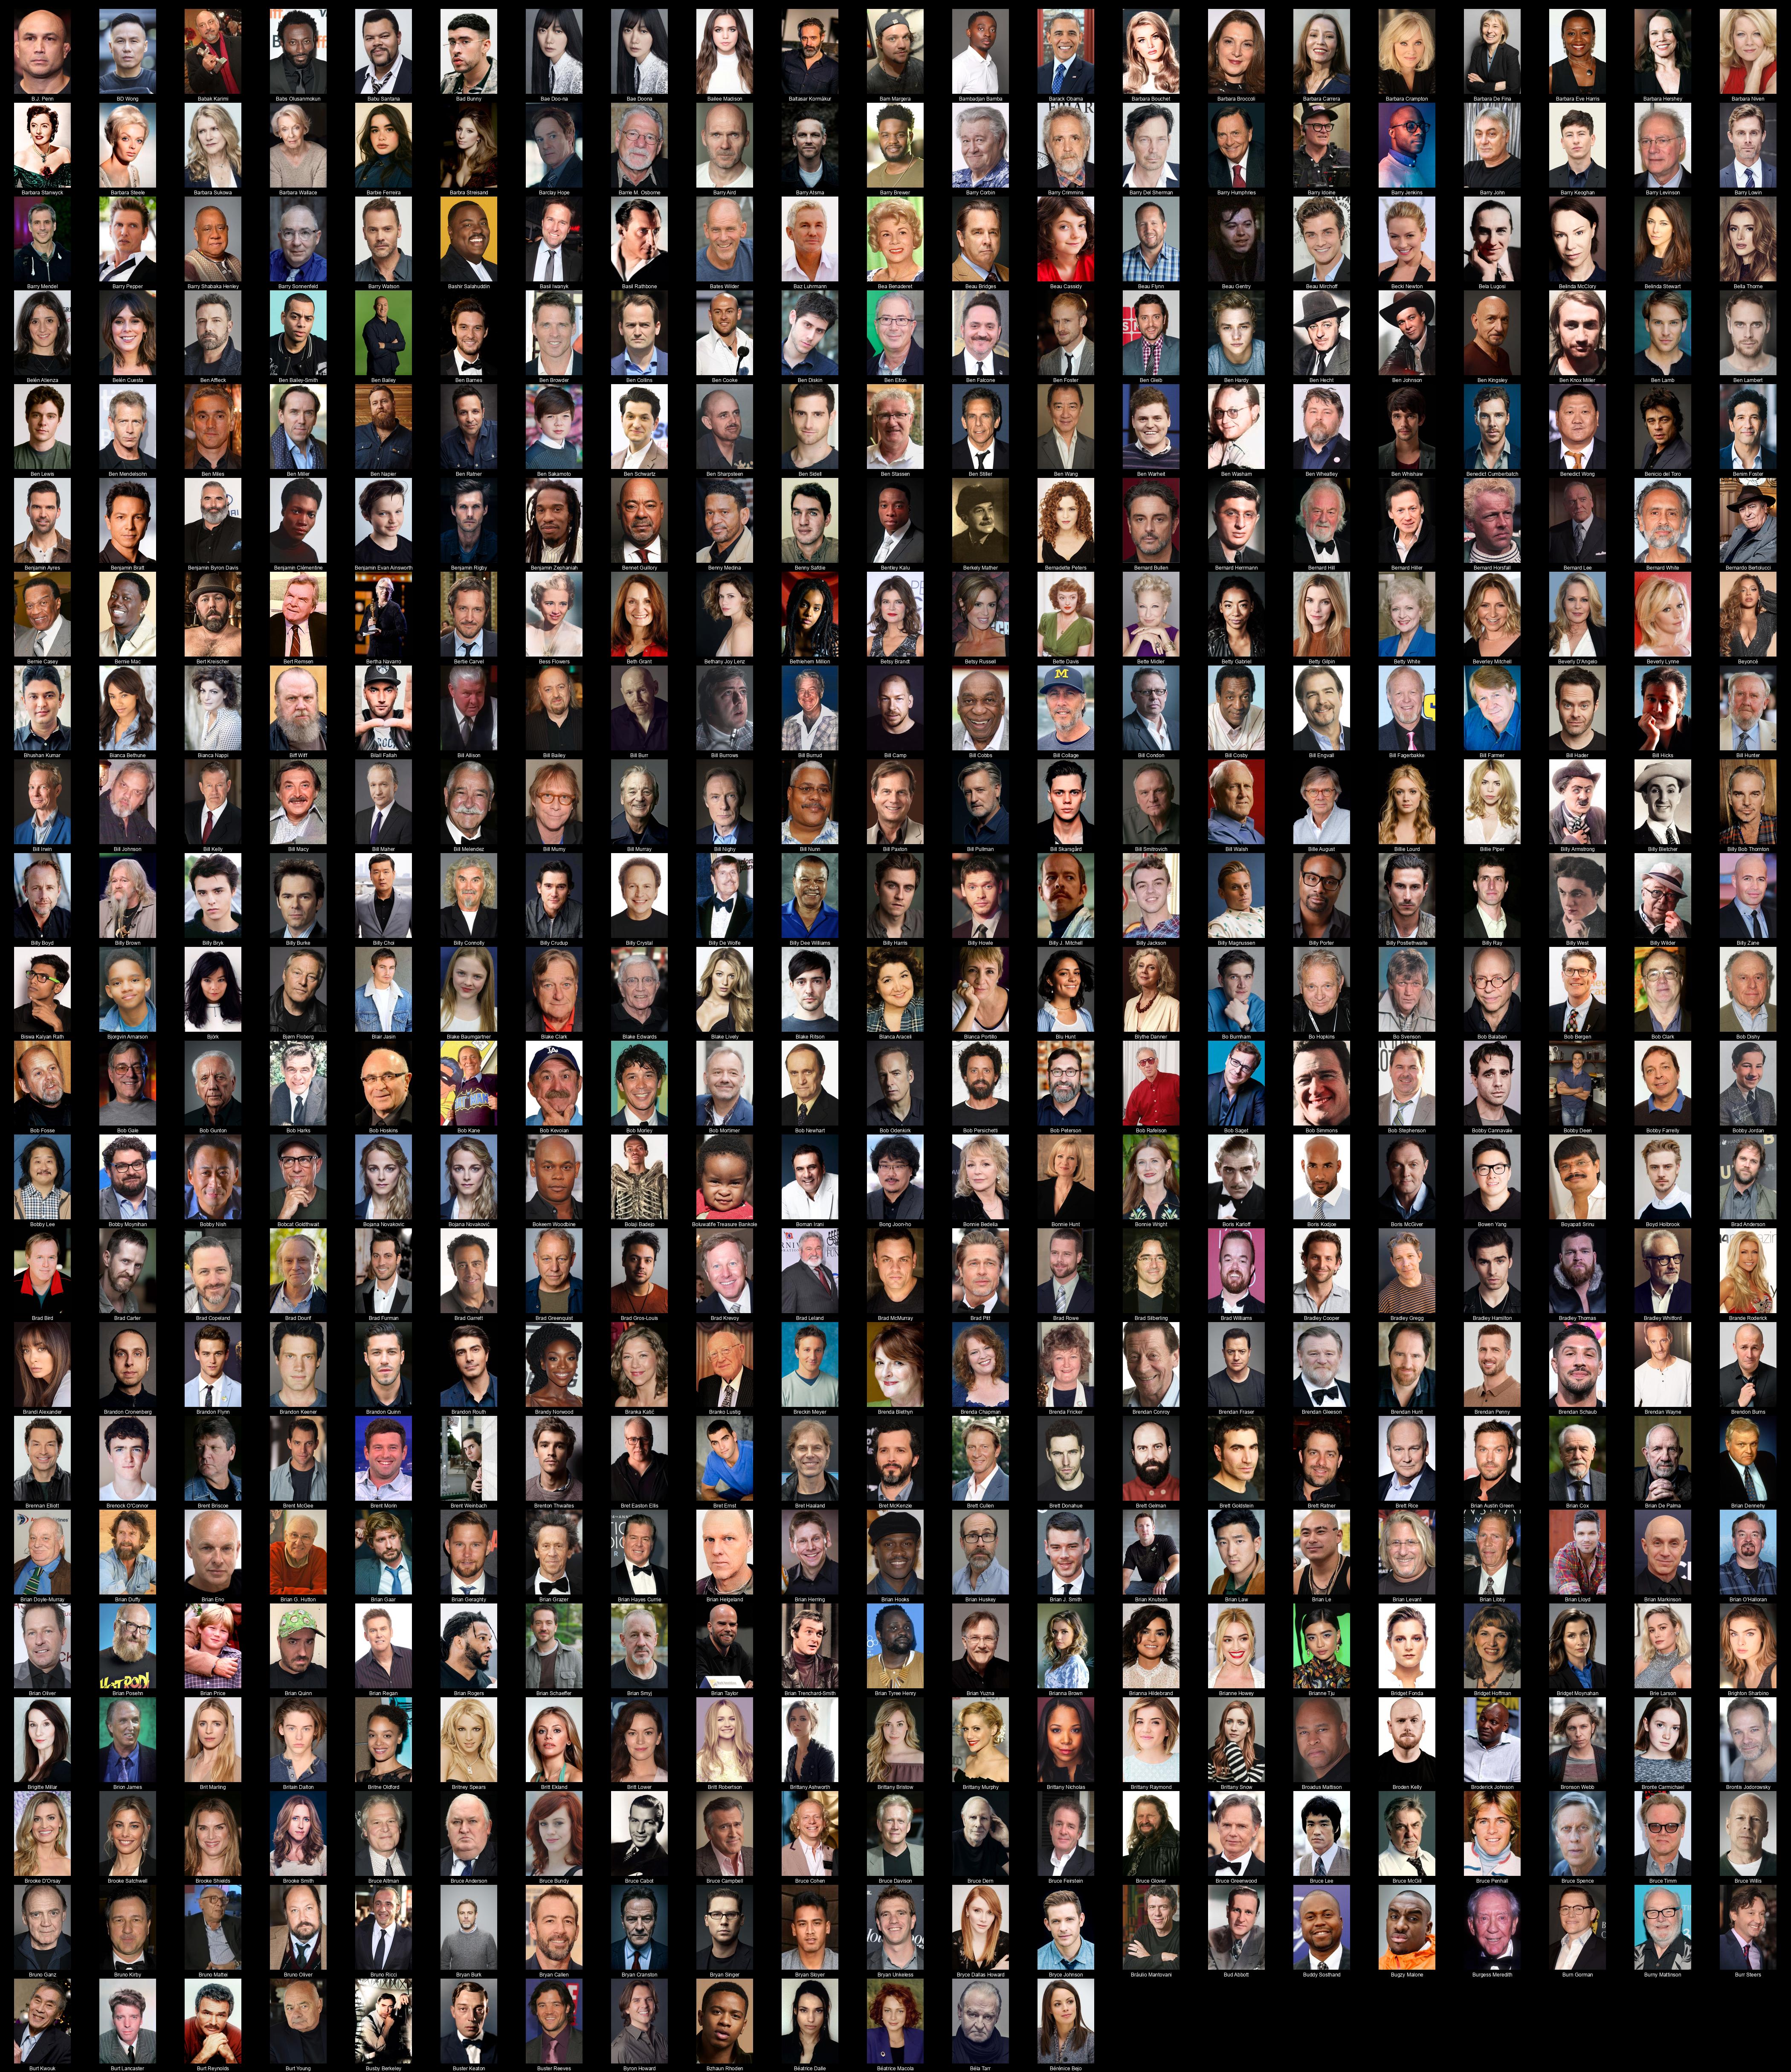 B.J. Penn BD Wong Babak Karimi Babs Olusanmokun Babu Santana Bad Bunny Bae Doo-na Bae Doona Bailee Madison Baltasar Kormákur Bam Margera Bambadjan Bamba Barack Obama Barbara Bouchet Barbara Broccoli Barbara Carrera Barbara Crampton Barbara De Fina Barbara Eve Harris Barbara Hershey Barbara Niven
Barbara Stanwyck Barbara Steele Barbara Sukowa Barbara Wallace Barbie Ferreira Barbra Streisand Barclay Hope Barrie M. Osborne Barry Aird Barry Atsma Barry Brewer Barry Corbin Barry Crimmins Barry Del Sherman Barry Humphries Barry Idoine Barry Jenkins Barry John Barry Keoghan Barry Levinson Barry Lowin
Barry Mendel Barry Pepper Barry Shabaka Henley Barry Sonnenfeld Barry Watson Bashir Salahuddin Basil Iwanyk Basil Rathbone Bates Wilder Baz Luhrmann Bea Benaderet Beau Bridges Beau Cassidy Beau Flynn Beau Gentry Beau Mirchoff Becki Newton Bela Lugosi Belinda McClory Belinda Stewart Bella Thorne
Belén Atienza Belén Cuesta Ben Affleck Ben Bailey-Smith Ben Bailey Ben Barnes Ben Browder Ben Collins Ben Cooke Ben Diskin Ben Elton Ben Falcone Ben Foster Ben Gleib Ben Hardy Ben Hecht Ben Johnson Ben Kingsley Ben Knox Miller Ben Lamb Ben Lambert
Ben Lewis Ben Mendelsohn Ben Miles Ben Miller Ben Napier Ben Ratner Ben Sakamoto Ben Schwartz Ben Sharpsteen Ben Sidell Ben Stassen Ben Stiller Ben Wang Ben Warheit Ben Washam Ben Wheatley Ben Whishaw Benedict Cumberbatch Benedict Wong Benicio del Toro Benim Foster
Benjamin Ayres Benjamin Bratt Benjamin Byron Davis Benjamin Clémentine Benjamin Evan Ainsworth Benjamin Rigby Benjamin Zephaniah Bennet Guillory Benny Medina Benny Safdie Bentley Kalu Berkely Mather Bernadette Peters Bernard Bullen Bernard Herrmann Bernard Hill Bernard Hiller Bernard Horsfall Bernard Lee Bernard White Bernardo Bertolucci
Bernie Casey Bernie Mac Bert Kreischer Bert Remsen Bertha Navarro Bertie Carvel Bess Flowers Beth Grant Bethany Joy Lenz Bethlehem Million Betsy Brandt Betsy Russell Bette Davis Bette Midler Betty Gabriel Betty Gilpin Betty White Beverley Mitchell Beverly D'Angelo Beverly Lynne Beyoncé
Bhushan Kumar Bianca Bethune Bianca Nappi Biff Wiff Bilall Fallah Bill Allison Bill Bailey Bill Burr Bill Burrows Bill Burrud Bill Camp Bill Cobbs Bill Collage Bill Condon Bill Cosby Bill Engvall Bill Fagerbakke Bill Farmer Bill Hader Bill Hicks Bill Hunter
Bill Irwin Bill Johnson Bill Kelly Bill Macy Bill Maher Bill Melendez Bill Mumy Bill Murray Bill Nighy Bill Nunn Bill Paxton Bill Pullman Bill Skarsgård Bill Smitrovich Bill Walsh Bille August Billie Lourd Billie Piper Billy Armstrong Billy Bletcher Billy Bob Thornton
Billy Boyd Billy Brown Billy Bryk Billy Burke Billy Choi Billy Connolly Billy Crudup Billy Crystal Billy De Wolfe Billy Dee Williams Billy Harris Billy Howle Billy J. Mitchell Billy Jackson Billy Magnussen Billy Porter Billy Postlethwaite Billy Ray Billy West Billy Wilder Billy Zane
Biswa Kalyan Rath Bjorgvin Arnarson Björk Bjørn Floberg Blair Jasin Blake Baumgartner Blake Clark Blake Edwards Blake Lively Blake Ritson Blanca Araceli Blanca Portillo Blu Hunt Blythe Danner Bo Burnham Bo Hopkins Bo Svenson Bob Balaban Bob Bergen Bob Clark Bob Dishy
Bob Fosse Bob Gale Bob Gunton Bob Harks Bob Hoskins Bob Kane Bob Kevoian Bob Morley Bob Mortimer Bob Newhart Bob Odenkirk Bob Persichetti Bob Peterson Bob Rafelson Bob Saget Bob Simmons Bob Stephenson Bobby Cannavale Bobby Deen Bobby Farrelly Bobby Jordan
Bobby Lee Bobby Moynihan Bobby Nish Bobcat Goldthwait Bojana Novakovic Bojana Novaković Bokeem Woodbine Bolaji Badejo Boluwatife Treasure Bankole Boman Irani Bong Joon-ho Bonnie Bedelia Bonnie Hunt Bonnie Wright Boris Karloff Boris Kodjoe Boris McGiver Bowen Yang Boyapati Srinu Boyd Holbrook Brad Anderson
Brad Bird Brad Carter Brad Copeland Brad Dourif Brad Furman Brad Garrett Brad Greenquist Brad Gros-Louis Brad Krevoy Brad Leland Brad McMurray Brad Pitt Brad Rowe Brad Silberling Brad Williams Bradley Cooper Bradley Gregg Bradley Hamilton Bradley Thomas Bradley Whitford Brande Roderick
Brandi Alexander Brandon Cronenberg Brandon Flynn Brandon Keener Brandon Quinn Brandon Routh Brandy Norwood Branka Katić Branko Lustig Breckin Meyer Brenda Blethyn Brenda Chapman Brenda Fricker Brendan Conroy Brendan Fraser Brendan Gleeson Brendan Hunt Brendan Penny Brendan Schaub Brendan Wayne Brendon Burns
Brennan Elliott Brenock O'Connor Brent Briscoe Brent McGee Brent Morin Brent Weinbach Brenton Thwaites Bret Easton Ellis Bret Ernst Bret Haaland Bret McKenzie Brett Cullen Brett Donahue Brett Gelman Brett Goldstein Brett Ratner Brett Rice Brian Austin Green Brian Cox Brian De Palma Brian Dennehy
Brian Doyle-Murray Brian Duffy Brian Eno Brian G. Hutton Brian Gaar Brian Geraghty Brian Grazer Brian Hayes Currie Brian Helgeland Brian Herring Brian Hooks Brian Huskey Brian J. Smith Brian Knutson Brian Law Brian Le Brian Levant Brian Libby Brian Lloyd Brian Markinson Brian O'Halloran
Brian Oliver Brian Posehn Brian Price Brian Quinn Brian Regan Brian Rogers Brian Schaeffer Brian Smyj Brian Taylor Brian Trenchard-Smith Brian Tyree Henry Brian Yuzna Brianna Brown Brianna Hildebrand Brianne Howey Brianne Tju Bridget Fonda Bridget Hoffman Bridget Moynahan Brie Larson Brighton Sharbino
Brigitte Millar Brion James Brit Marling Britain Dalton Britne Oldford Britney Spears Britt Ekland Britt Lower Britt Robertson Brittany Ashworth Brittany Bristow Brittany Murphy Brittany Nicholas Brittany Raymond Brittany Snow Broadus Mattison Broden Kelly Broderick Johnson Bronson Webb Bronte Carmichael Brontis Jodorowsky
Brooke D'Orsay Brooke Satchwell Brooke Shields Brooke Smith Bruce Altman Bruce Anderson Bruce Bundy Bruce Cabot Bruce Campbell Bruce Cohen Bruce Davison Bruce Dern Bruce Feirstein Bruce Glover Bruce Greenwood Bruce Lee Bruce McGill Bruce Penhall Bruce Spence Bruce Timm Bruce Willis
Bruno Ganz Bruno Kirby Bruno Mattei Bruno Oliver Bruno Ricci Bryan Burk Bryan Callen Bryan Cranston Bryan Singer Bryan Sloyer Bryan Unkeless Bryce Dallas Howard Bryce Johnson Bráulio Mantovani Bud Abbott Buddy Sosthand Bugzy Malone Burgess Meredith Burn Gorman Burny Mattinson Burr Steers
Burt Kwouk Burt Lancaster Burt Reynolds Burt Young Busby Berkeley Buster Keaton Buster Reeves Byron Howard Bzhaun Rhoden Béatrice Dalle Béatrice Macola Béla Tarr Bérénice Bejo